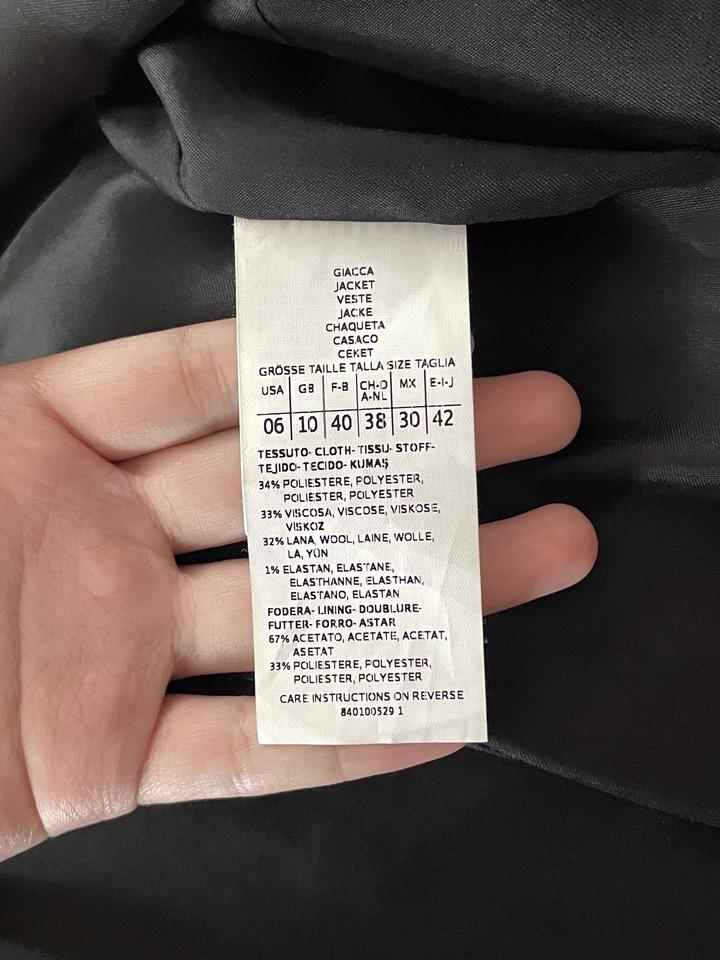 GIACCA
JACKET
VESTE
JACKE
CHAQUETA
CASACO
CEKET
GRÖSSE TAILLE TALLA SIZE TAGLIA
USA GB F-B CH-D A-NL MX E-I-J
06 10 40 38 30 42
TESSUTO- CLOTH- TISSU- STOFF-
TEJIDO- TECIDO- KUMAŞ
34% POLIESTERE, POLYESTER,
POLIESTER, POLYESTER
33% VISCOSA, VISCOSE, VISKOSE,
VISKOZ
32% LANA, WOOL, LAINE, WOLLE,
LA, YÜN
1% ELASTAN, ELASTANE,
ELASTHANNE, ELASTHAN,
ELASTANO, ELASTAN
FODERA- LINING- DOUBLURE-
FUTTER- FORRO- ASTAR
67% ACETATO, ACETATE, ACETAT,
ASETAT
33% POLIESTERE, POLYESTER,
POLIESTER, POLYESTER
CARE INSTRUCTIONS ON REVERSE
840100529 1